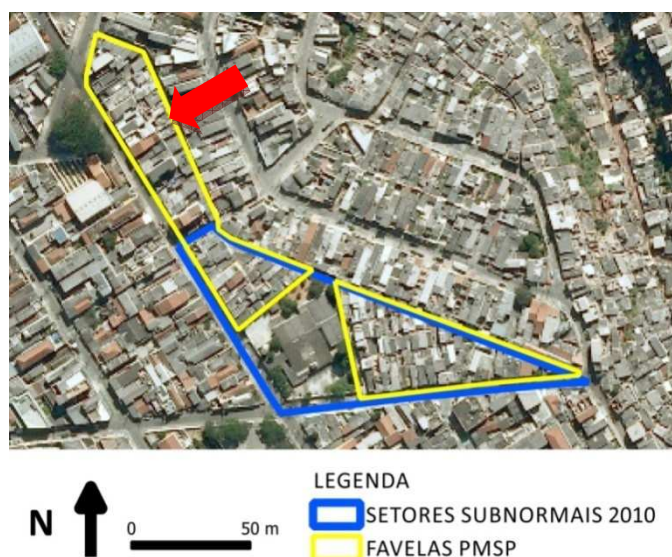 LEGENDA
SETORES SUBNORMAIS 2010
FAVELAS PMSP
N
0 50 m